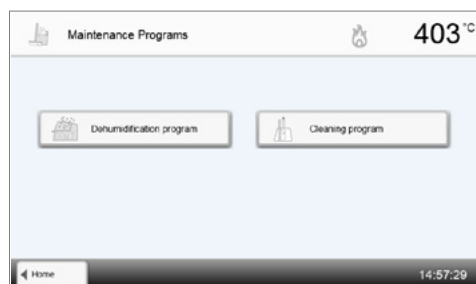 Maintenance Programs
403 °C
Dehumidification program
Cleaning program
Home
14:57:29